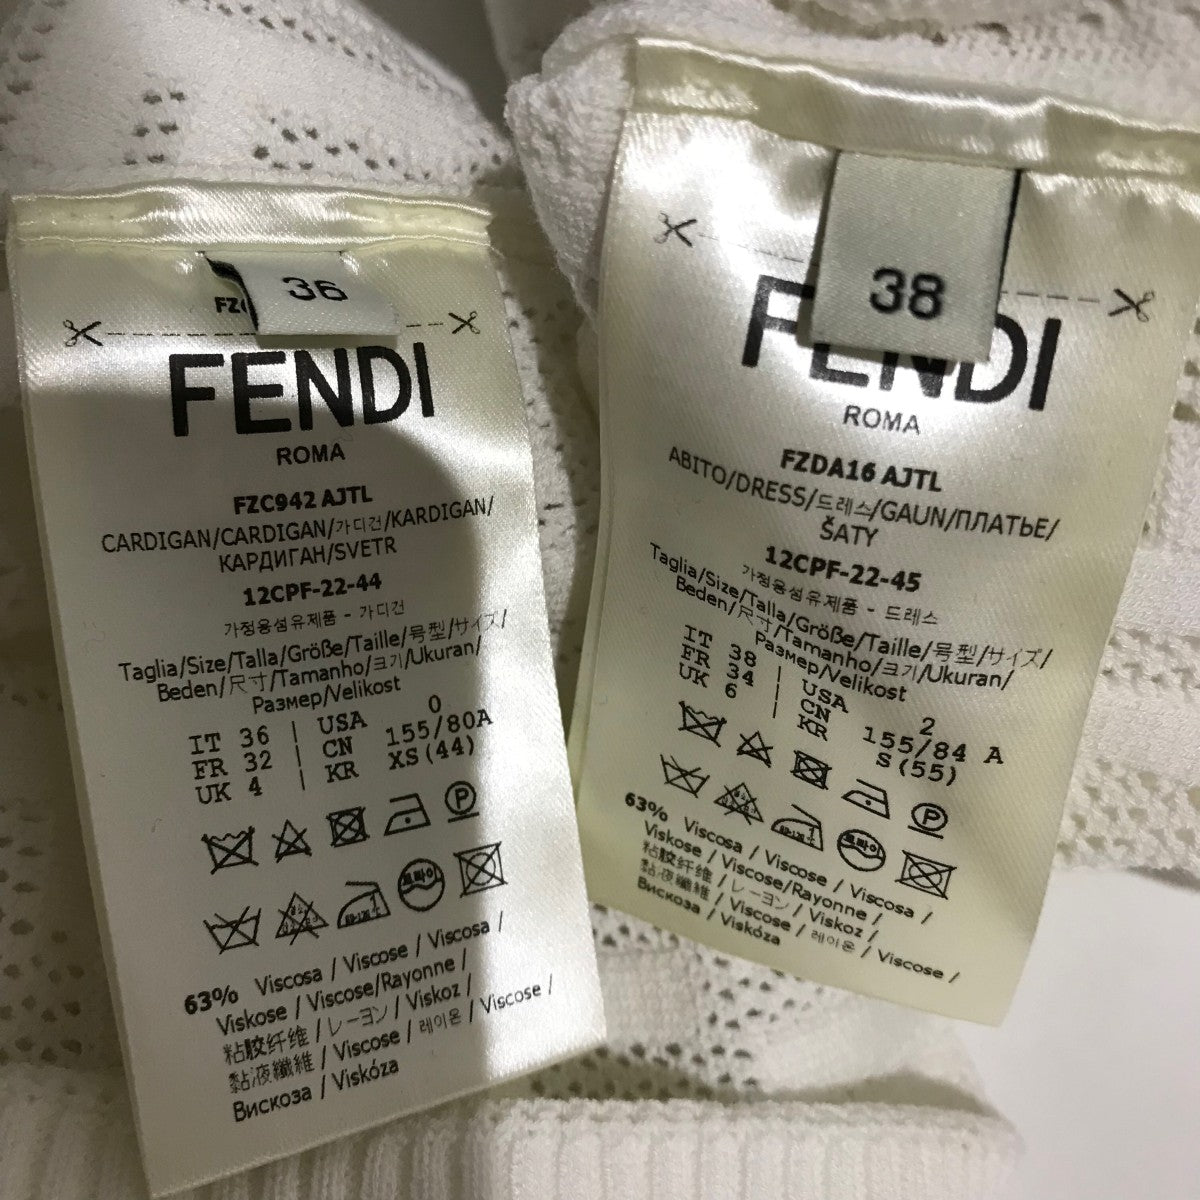 36
FENDI
ROMA
FZC942 AJTL
CARDIGAN/CARDIGAN/가디건/KARDIGAN/
КАРДИГАН/SVETR
12CPF-22-44
가정용섬유제품 - 가디건
Taglia/Size/Talla/Größe/Taille/号型/サイズ/
Beden/尺寸/Tamanho/크기/Ukuran/
Размер/Velikost
IT 36 | USA 0
FR 32 | CN 155/80A
UK 4 | KR XS(44)
P
드라이
63% Viscosa / Viscose / Viscosa /
Viskose / Viscose/Rayonne /
粘胶纤维 / レーヨン / Viskoz /
黏液纖維 / Viscose / 레이온 / Viscose /
Вискоза / Viskóza
38
FENDI
ROMA
FZDA16 AJTL
ABITO/DRESS/드레스/GAUN/ПЛАТЬЕ/
ŠATY
12CPF-22-45
가정용섬유제품 - 드레스
Taglia/Size/Talla/Größe/Taille/号型/サイズ/
Beden/尺寸/Tamanho/크기/Ukuran/
Размер/Velikost
IT 38 | USA 2
FR 34 | CN 155/84 A
UK 6 | KR S(55)
P
드라이
63% Viscosa / Viscose / Viscosa /
Viskose / Viscose/Rayonne /
粘胶纤维 / レーヨン / Viskoz /
黏液纖維 / Viscose / 레이온 / Viscose /
Вискоза / Viskóza